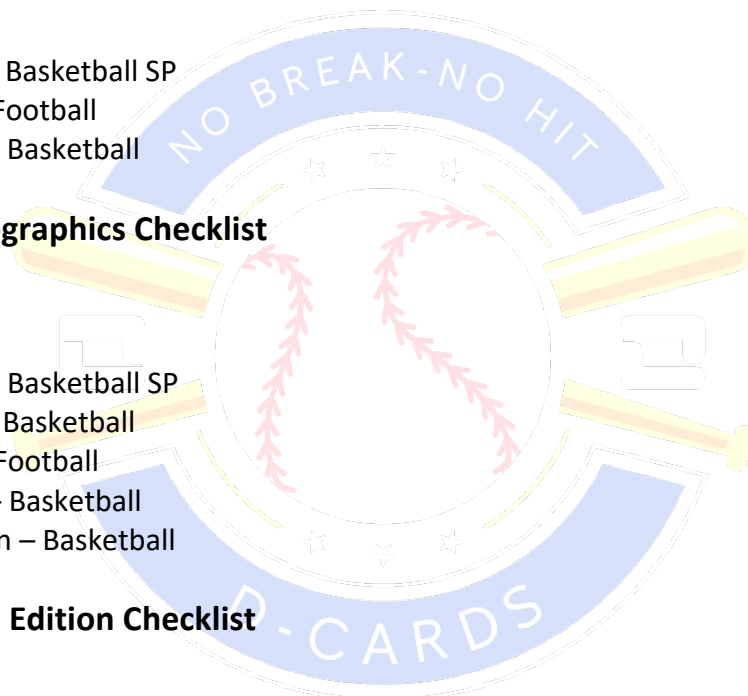 Basketball SP
Football
Basketball
NO BREAK-NO HIT
graphics Checklist
Basketball SP
Basketball
Football
- Basketball
n – Basketball
Edition Checklist
D-CARDS